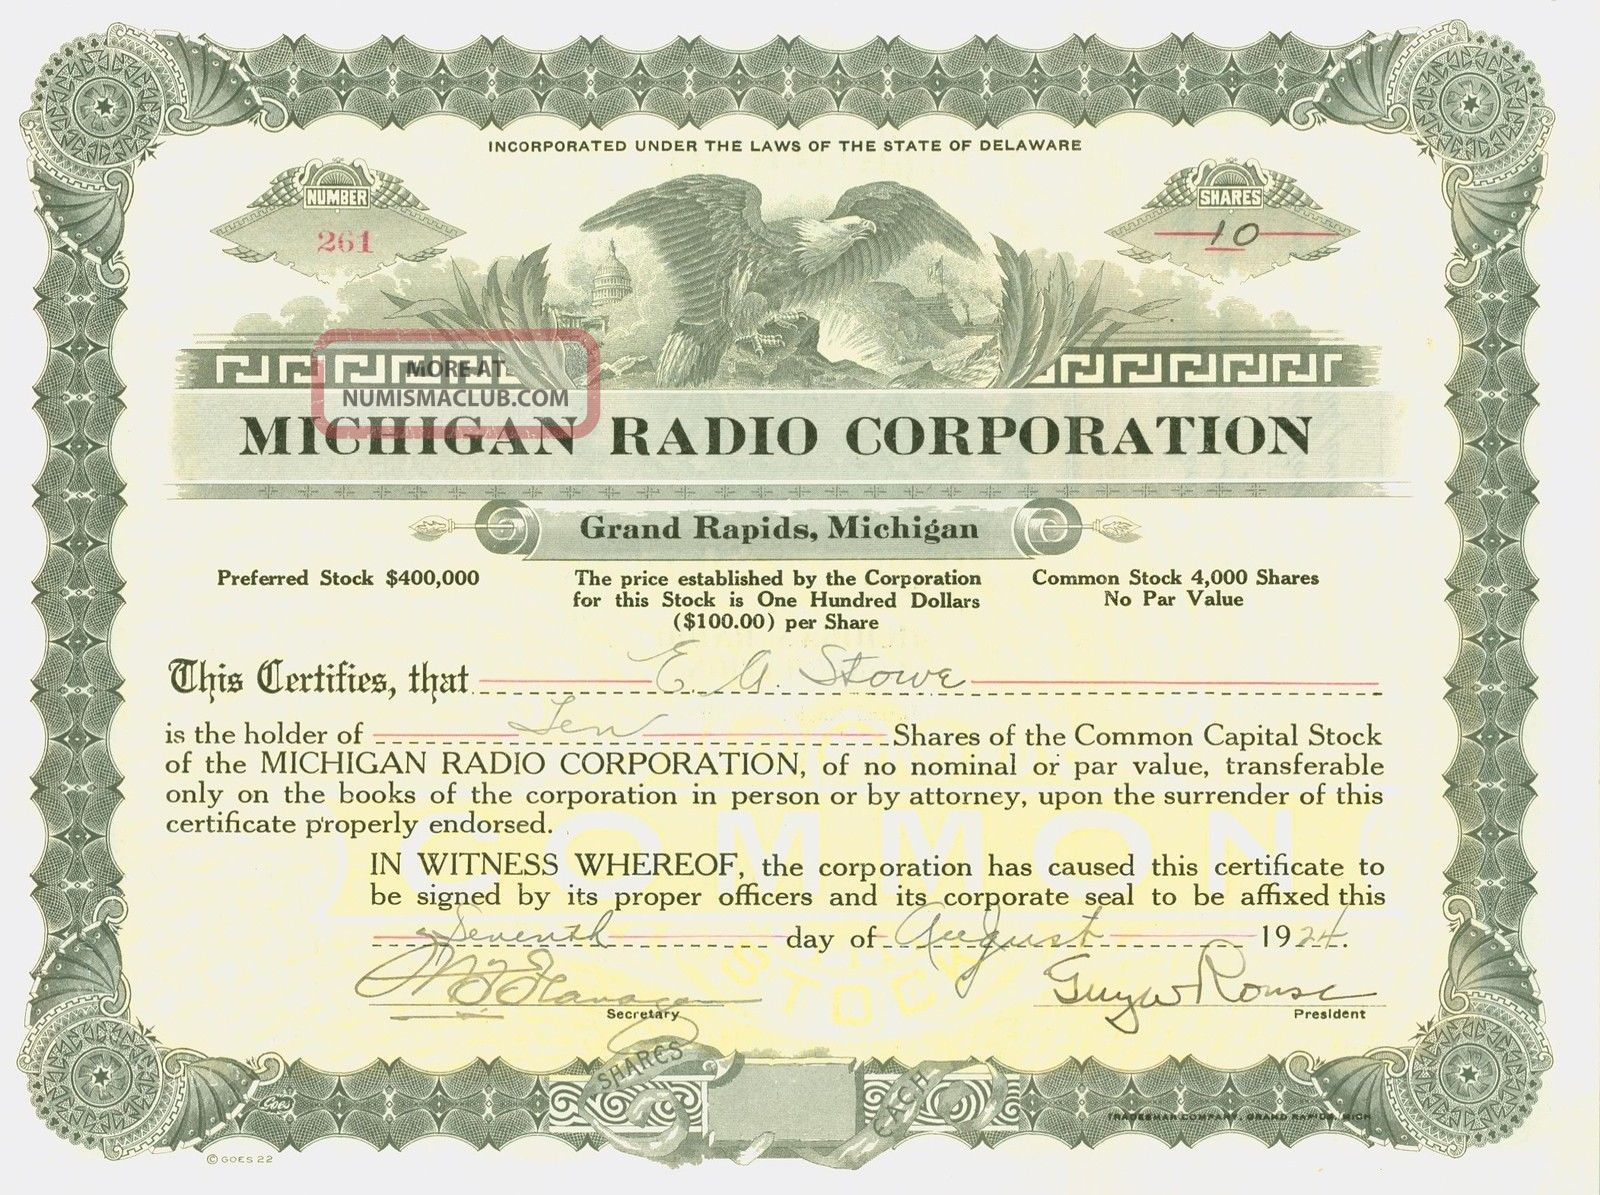 INCORPORATED UNDER THE LAWS OF THE STATE OF DELAWARE
NUMBER
261
SHARES
10
MORE AT
NUMISMACLUB.COM
MICHIGAN RADIO CORPORATION
Grand Rapids, Michigan
Preferred Stock $400,000
The price established by the Corporation
for this Stock is One Hundred Dollars
($100.00) per Share
Common Stock 4,000 Shares
No Par Value
This Certifies, that E. A. Stowe
is the holder of Ten Shares of the Common Capital Stock
of the MICHIGAN RADIO CORPORATION, of no nominal or par value, transferable
only on the books of the corporation in person or by attorney, upon the surrender of this
certificate properly endorsed.
COMMON
STOCK
IN WITNESS WHEREOF, the corporation has caused this certificate to
be signed by its proper officers and its corporate seal to be affixed this
Seventh day of August 1924.
Flanagan
Guy W Rouse
Secretary
President
SHARES
EACH
Goes
TRADESMAN COMPANY, GRAND RAPIDS, MICH
© GOES 22